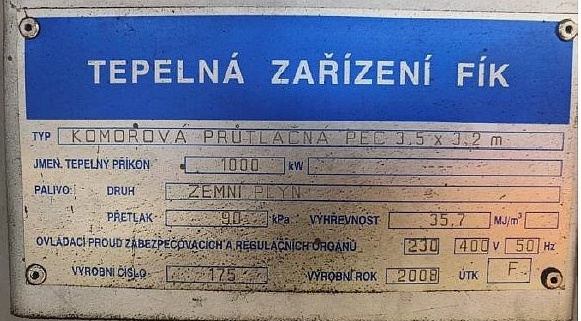 TEPELNÁ ZAŘÍZENÍ FÍK
TYP KOMOROVÁ PRŮTLAČNÁ PEC 3,5 x 3,2 m
JMEN. TEPELNÝ PŘÍKON 1000 kW --------
PALIVO: DRUH ZEMNÍ PLYN
PŘETLAK 90 kPa VÝHŘEVNOST 35.7 MJ/m³
OVLÁDACÍ PROUD ZABEZPEČOVACÍCH A REGULAČNÍCH ORGÁNŮ 230 400 V 50 Hz
VÝROBNÍ ČÍSLO 175 VÝROBNÍ ROK 2008 ÚTK F